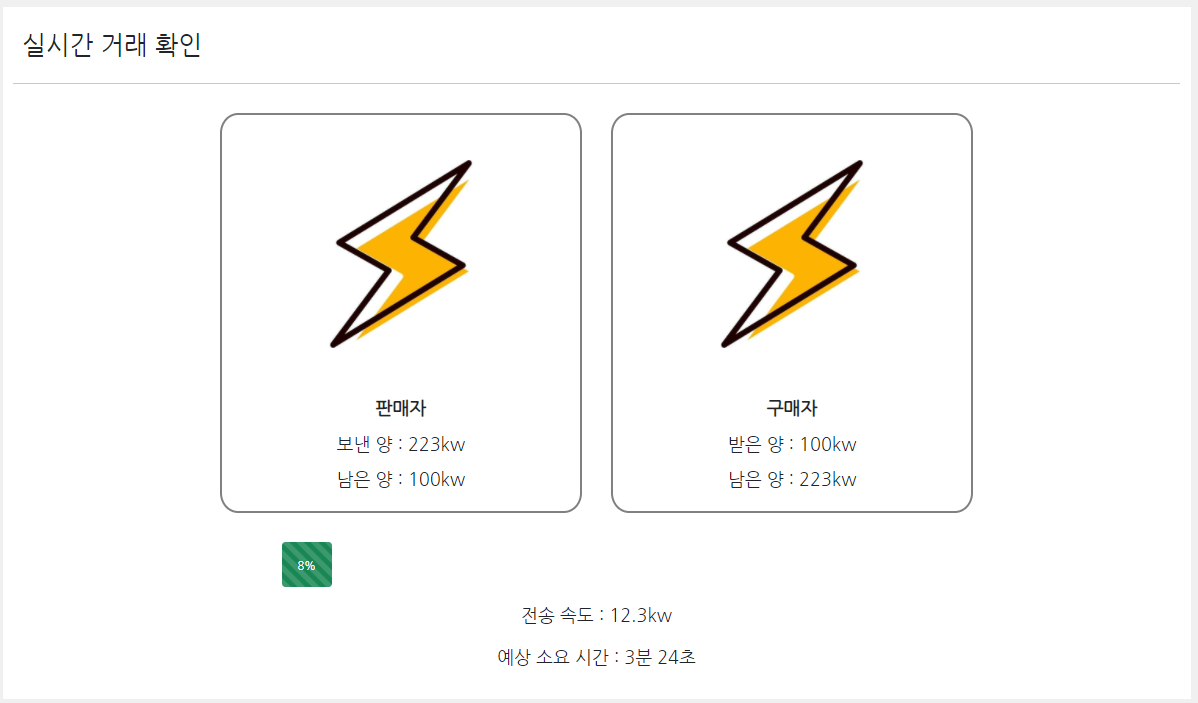 실시간 거래 확인
판매자
보낸 양 : 223kw
남은 양 : 100kw
구매자
받은 양 : 100kw
남은 양 : 223kw
8%
전송 속도 : 12.3kw
예상 소요 시간 : 3분 24초